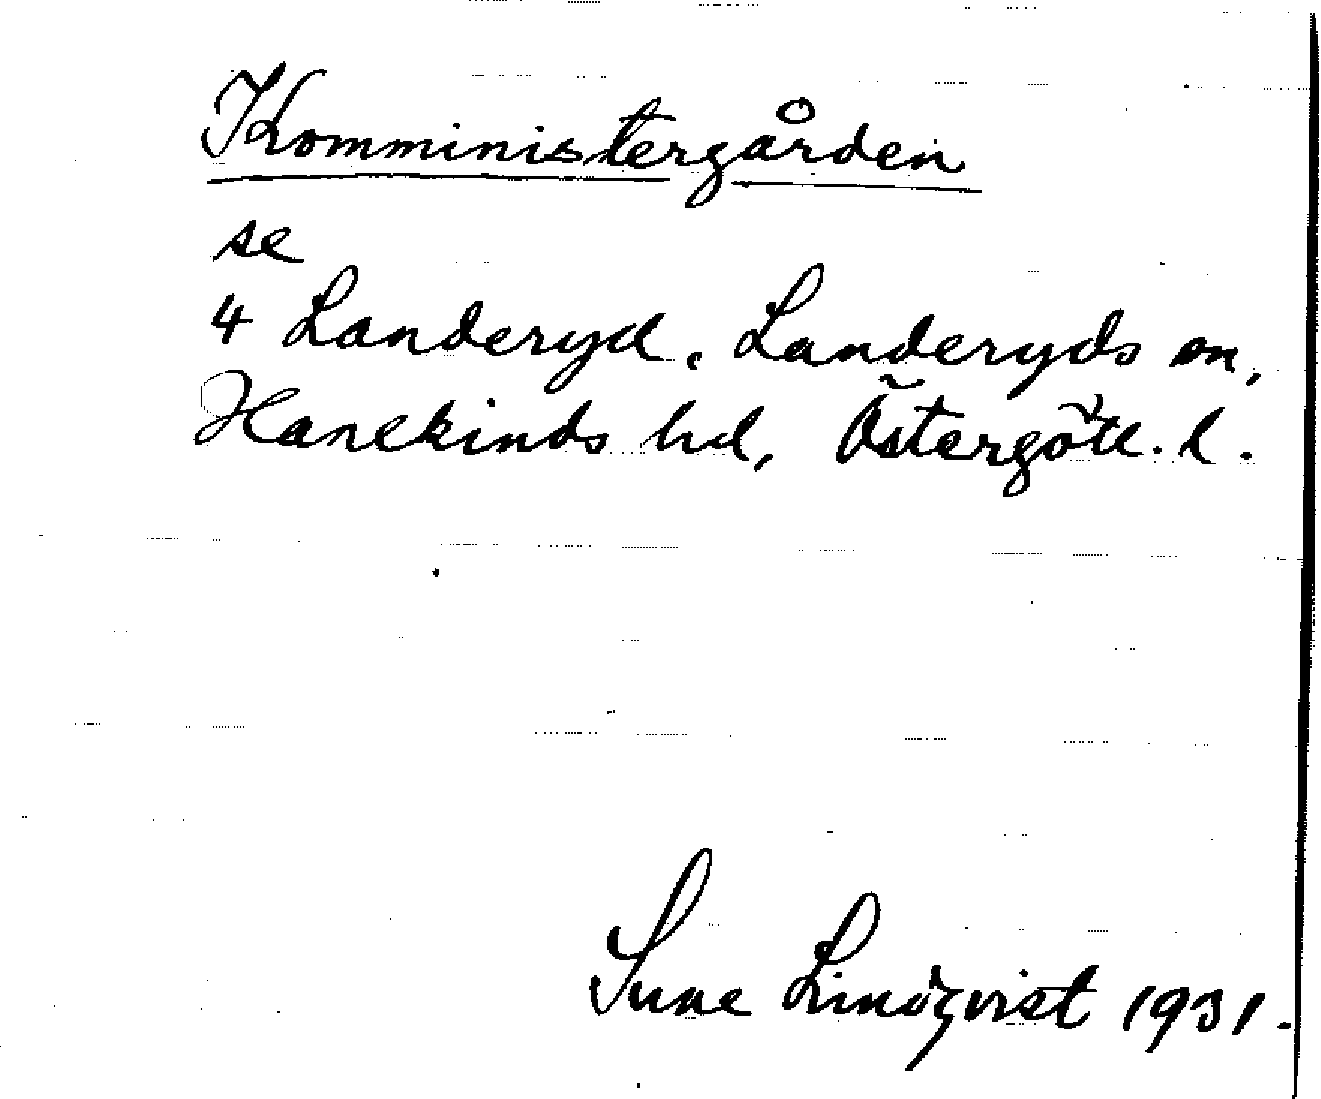 Komministergården
se
4 Landeryd, Landeryds sn,
Hanekinds hd, Östergötl. l.
Sune Lindqvist 1931.